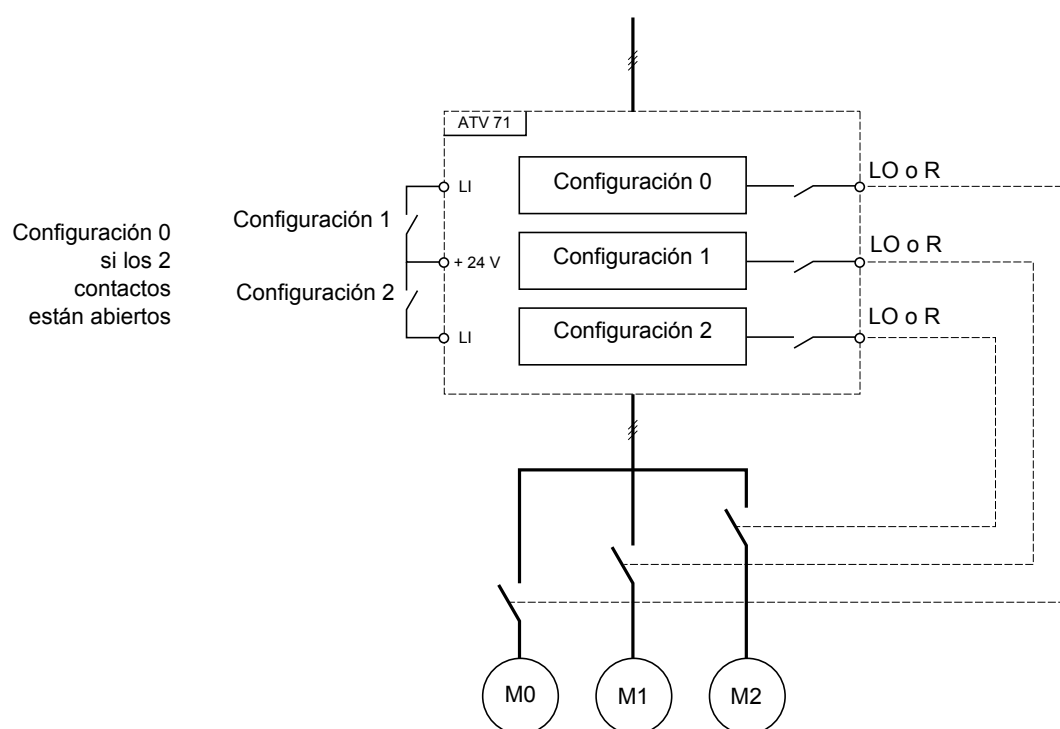 ATV 71
Configuración 0
LO o R
LI
Configuración 1
Configuración 0
si los 2
contactos
están abiertos
+ 24 V
Configuración 1
LO o R
Configuración 2
LI
Configuración 2
LO o R
M0
M1
M2